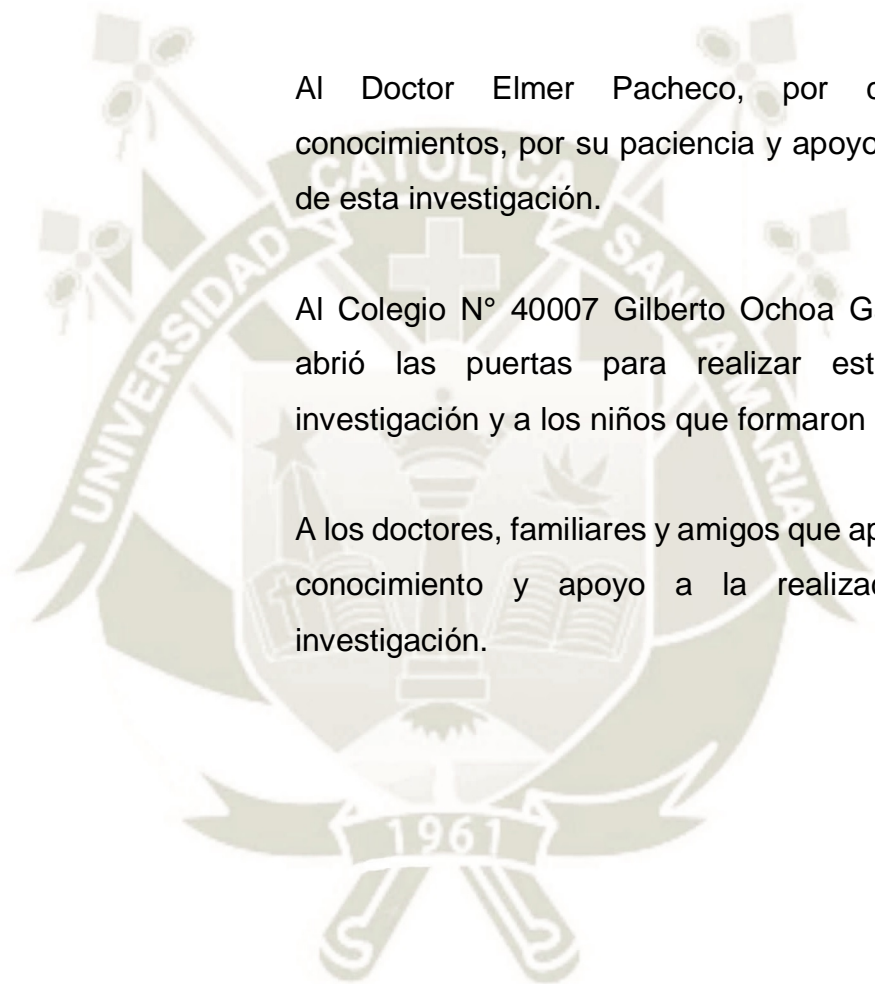 Al Doctor Elmer Pacheco, por
conocimientos, por su paciencia y apoyo
de esta investigación.
Al Colegio N° 40007 Gilberto Ochoa
abrió las puertas para realizar
investigación y a los niños que formaron
A los doctores, familiares y amigos que
conocimiento y apoyo a la
investigación.
UNIVERSIDAD CATOLICA SANTA MARIA
1961